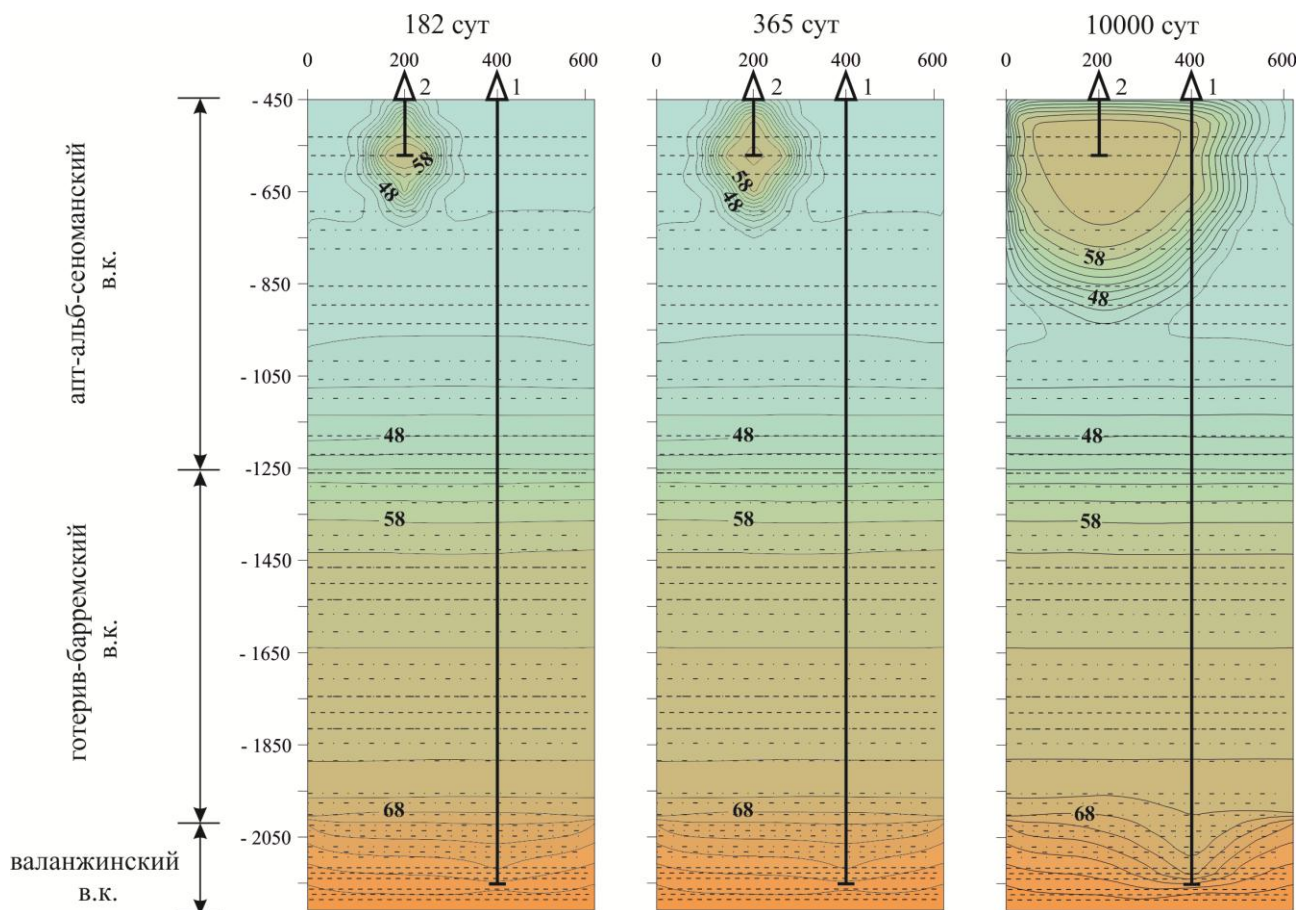 182 сут 365 сут 10000 сут
0 200 400 600 0 200 400 600 0 200 400 600
2 1 2 1 2 1
- 450
- 650
- 850
- 1050
- 1250
- 1450
- 1650
- 1850
- 2050
апт-альб-сеноманский
в.к.
готерив-барремский
в.к.
валанжинский
в.к.
58
48
48
58
68
58
48
48
58
68
58
48
48
58
68